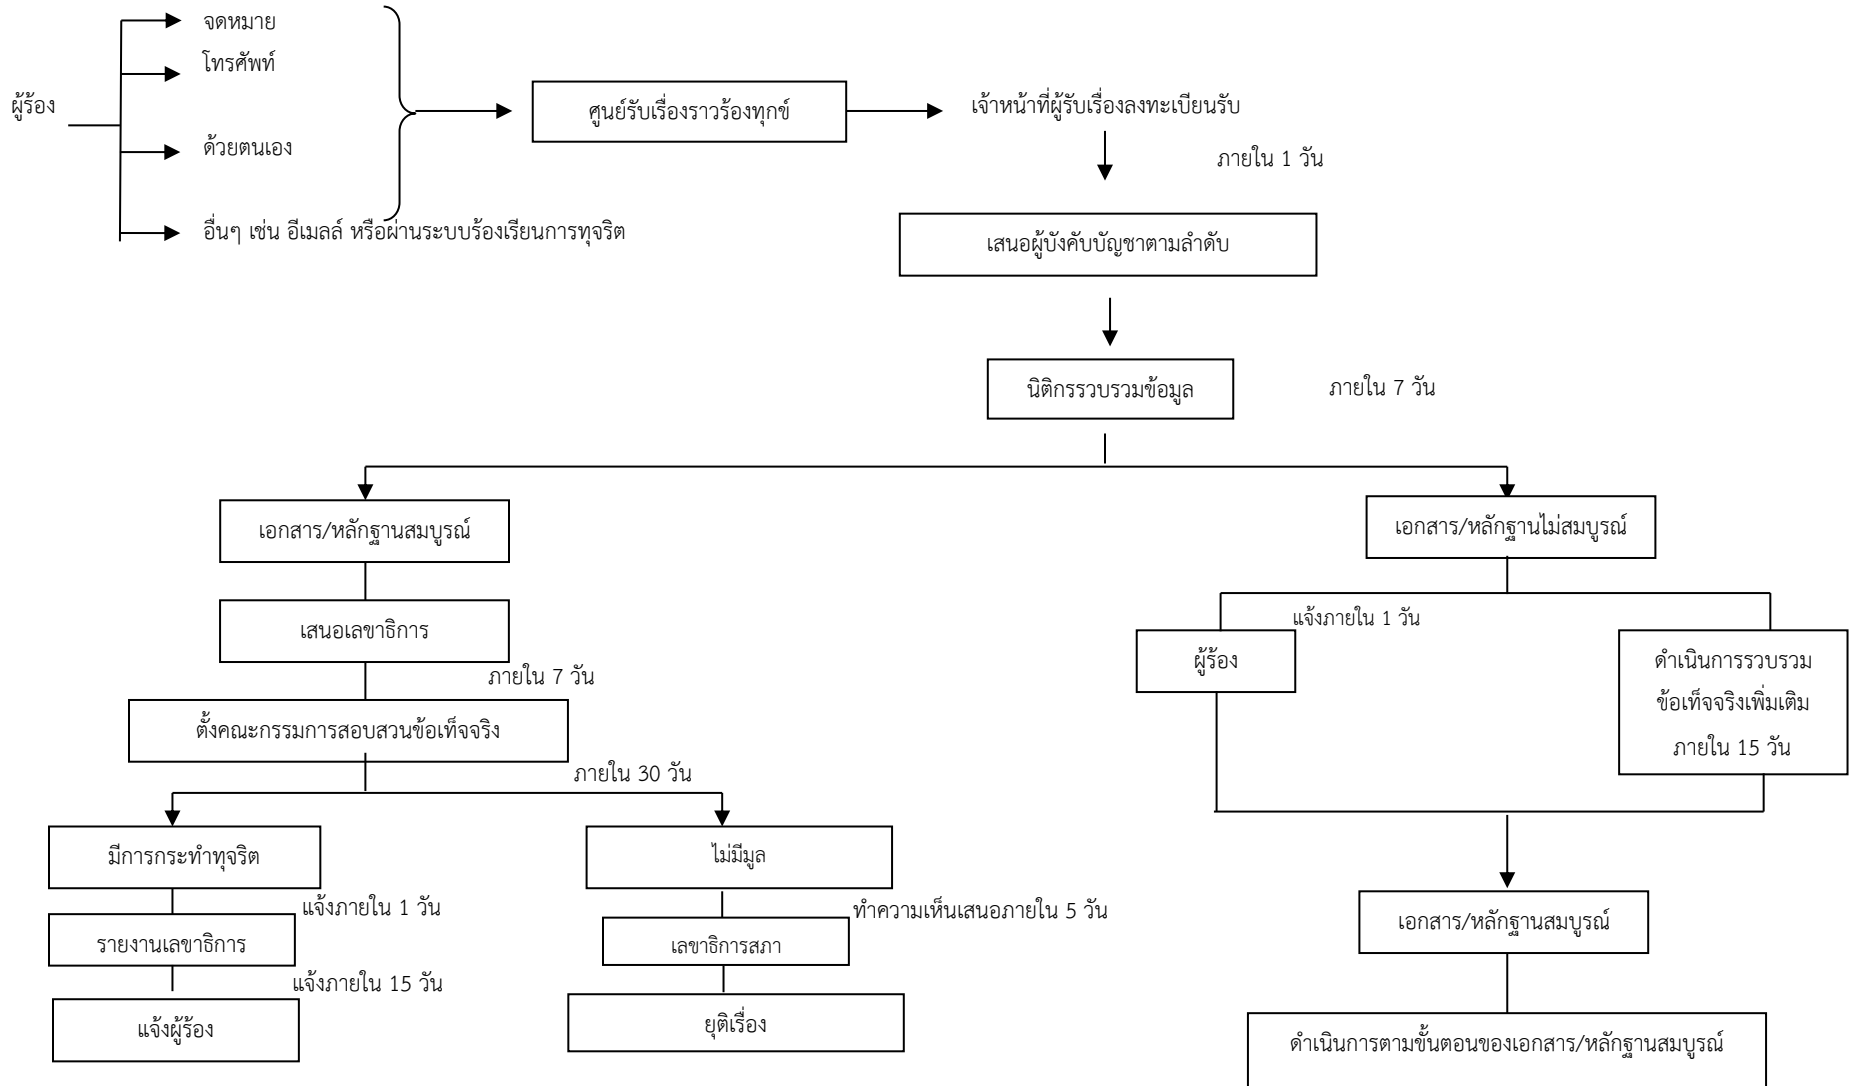 จดหมาย
โทรศัพท์
ผู้ร้อง
ด้วยตนเอง
อื่นๆ เช่น อีเมลล์ หรือผ่านระบบร้องเรียนการทุจริต
ศูนย์รับเรื่องราวร้องทุกข์
เจ้าหน้าที่ผู้รับเรื่องลงทะเบียนรับ
ภายใน 1 วัน
เสนอผู้บังคับบัญชาตามลำดับ
นิติกรรวบรวมข้อมูล
ภายใน 7 วัน
เอกสาร/หลักฐานสมบูรณ์
เสนอเลขาธิการ
ภายใน 7 วัน
ตั้งคณะกรรมการสอบสวนข้อเท็จจริง
ภายใน 30 วัน
มีการกระทำทุจริต
แจ้งภายใน 1 วัน
รายงานเลขาธิการ
แจ้งภายใน 15 วัน
แจ้งผู้ร้อง
ไม่มีมูล
ทำความเห็นเสนอภายใน 5 วัน
เลขาธิการสภา
ยุติเรื่อง
เอกสาร/หลักฐานไม่สมบูรณ์
แจ้งภายใน 1 วัน
ผู้ร้อง
ดำเนินการรวบรวม
ข้อเท็จจริงเพิ่มเติม
ภายใน 15 วัน
เอกสาร/หลักฐานสมบูรณ์
ดำเนินการตามขั้นตอนของเอกสาร/หลักฐานสมบูรณ์